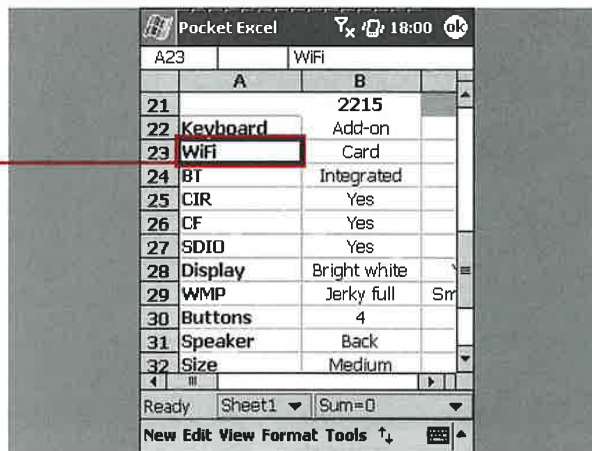 Pocket Excel 18:00 ok
A23 WiFi
A B
21 2215
22 Keyboard Add-on
23 WiFi Card
24 BT Integrated
25 CIR Yes
26 CF Yes
27 SDIO Yes
28 Display Bright white
29 WMP Jerky full Sm
30 Buttons 4
31 Speaker Back
32 Size Medium
Ready Sheet1 Sum=0
New Edit View Format Tools